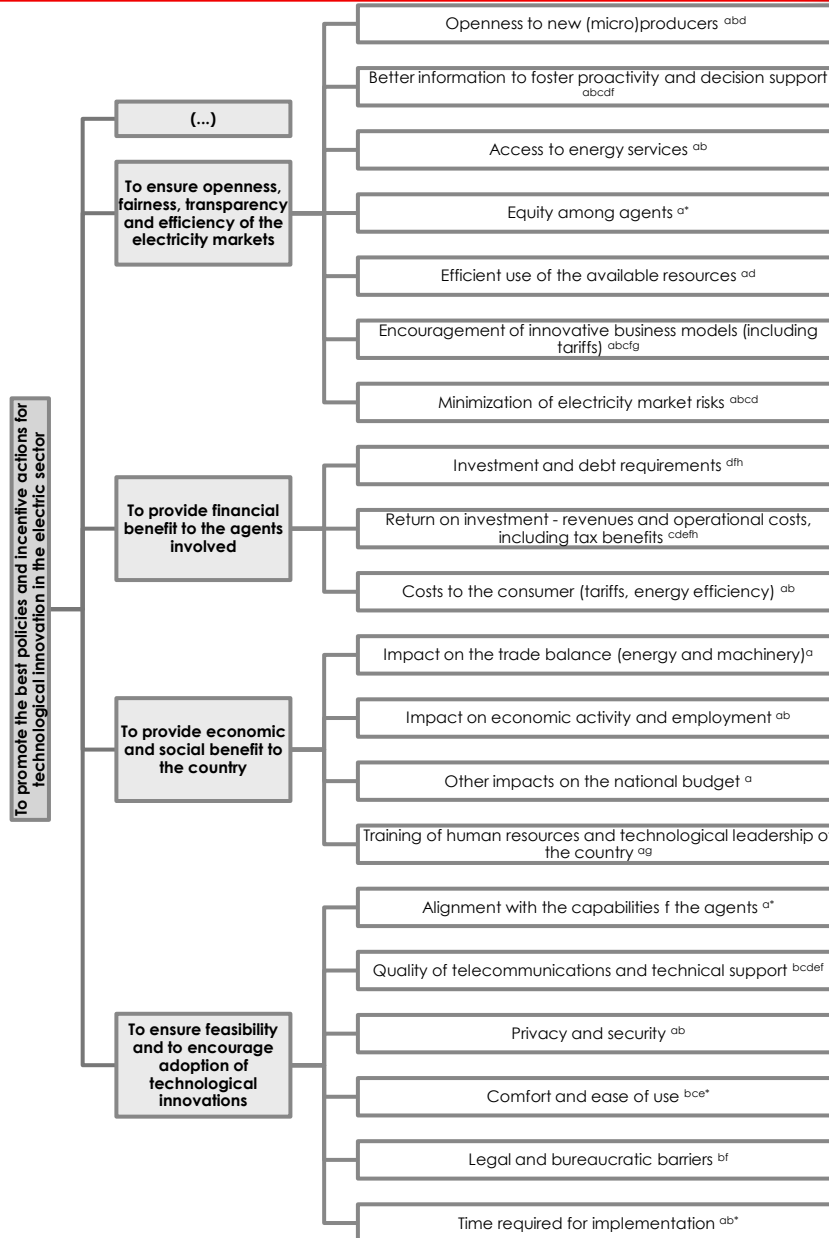 To promote the best policies and incentive actions for
technological innovation in the electric sector
(...)
To ensure openness,
fairness, transparency
and efficiency of the
electricity markets
Openness to new (micro)producers abd
Better information to foster proactivity and decision support
abcdf
Access to energy services ab
Equity among agents a*
Efficient use of the available resources ad
Encouragement of innovative business models (including
tariffs) abcfg
Minimization of electricity market risks abcd
To provide financial
benefit to the agents
involved
Investment and debt requirements dfh
Return on investment - revenues and operational costs,
including tax benefits cdefh
Costs to the consumer (tariffs, energy efficiency) ab
To provide economic
and social benefit to
the country
Impact on the trade balance (energy and machinery)a
Impact on economic activity and employment ab
Other impacts on the national budget a
Training of human resources and technological leadership o
the country ag
To ensure feasibility
and to encourage
adoption of
technological
innovations
Alignment with the capabilities f the agents a*
Quality of telecommunications and technical support bcdef
Privacy and security ab
Comfort and ease of use bce*
Legal and bureaucratic barriers bf
Time required for implementation ab*